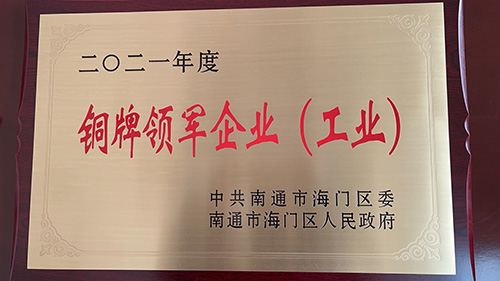 二〇二一年度
铜牌领军企业（工业）
中共南通市海门区委
南通市海门区人民政府